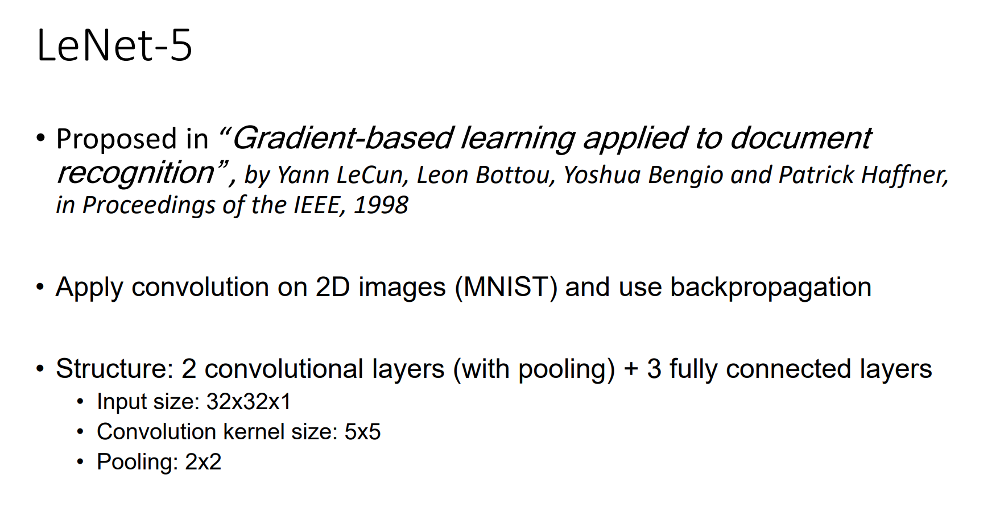 LeNet-5
• Proposed in “Gradient-based learning applied to document
recognition”, by Yann LeCun, Leon Bottou, Yoshua Bengio and Patrick Haffner,
in Proceedings of the IEEE, 1998
• Apply convolution on 2D images (MNIST) and use backpropagation
• Structure: 2 convolutional layers (with pooling) + 3 fully connected layers
• Input size: 32x32x1
• Convolution kernel size: 5x5
• Pooling: 2x2